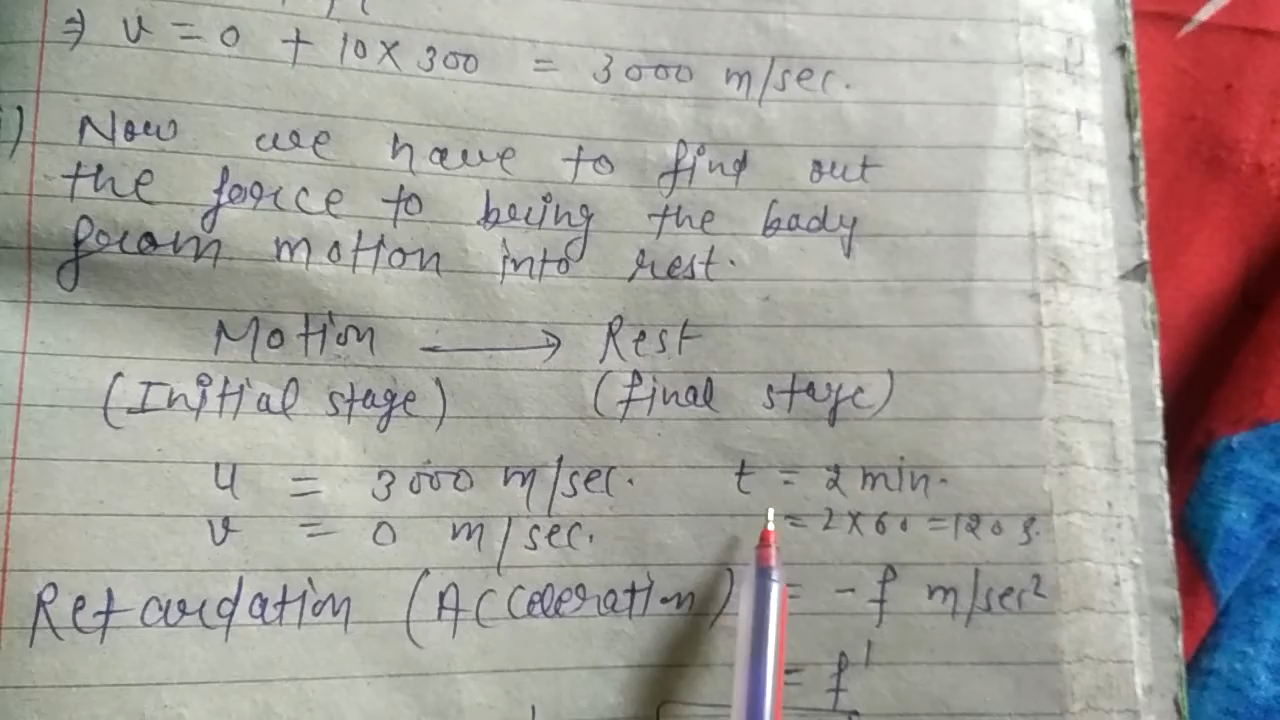 ⇒ v = 0 + 10 × 300 = 3000 m/sec.
) Now we have to find out
the force to bring the body
from motion into rest.
Motion ⟶ Rest
(Initial stage) (final stage)
u = 3000 m/sec. t = 2 min.
v = 0 m/sec. = 2×60 = 120 s.
Retardation (Acceleration) = -f m/sec²
= f'